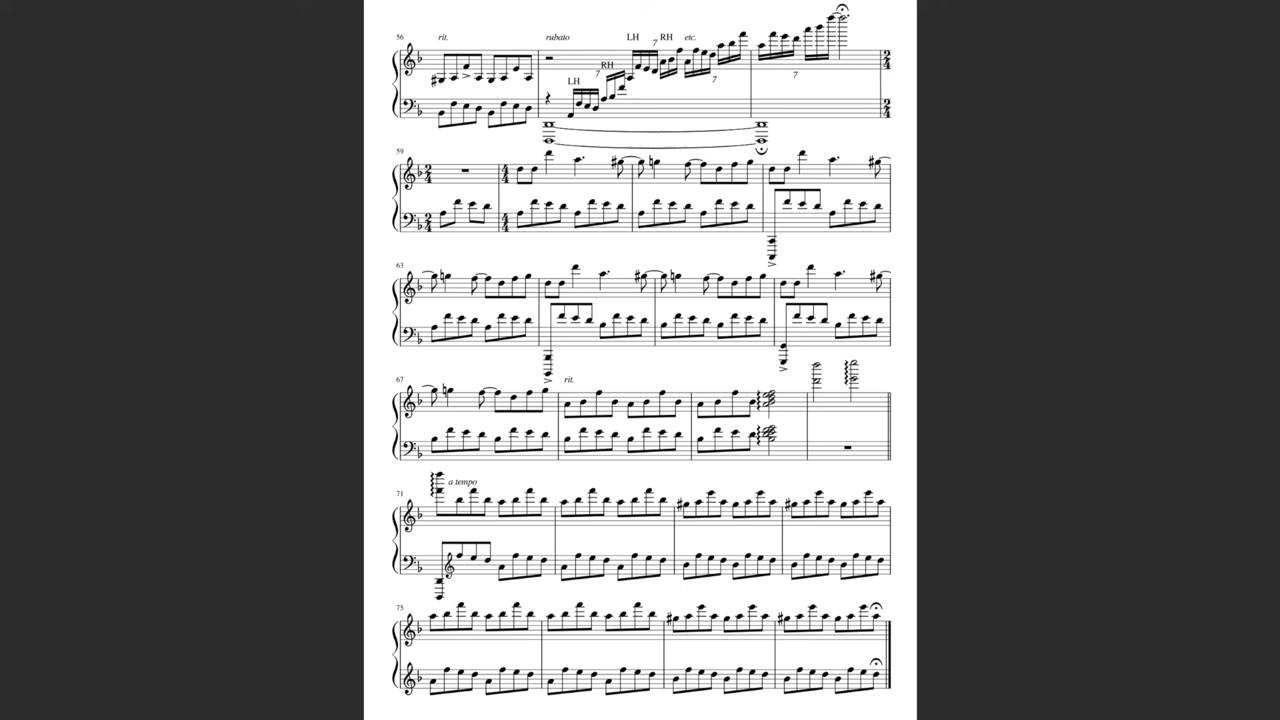 56 rit. rubato LH 7 RH etc.
RH
7
LH
7
7
59
63
67 rit.
71 a tempo
75